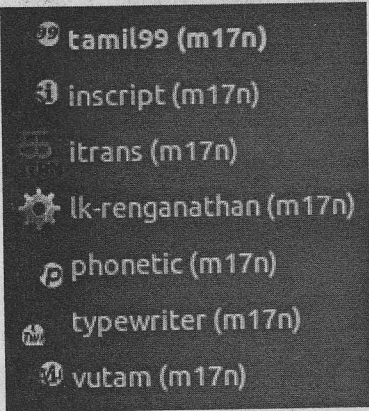 tamil99 (m17n)
inscript (m17n)
itrans (m17n)
lk-renganathan (m17n)
phonetic (m17n)
typewriter (m17n)
vutam (m17n)